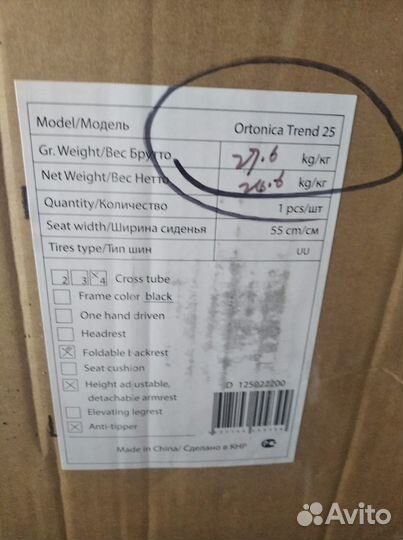 Model/Модель Ortonica Trend 25
Gr. Weight/Вес Брутто 27.6 kg/кг
Net Weight/Вес Нетто 26.6 kg/кг
Quantity/Количество 1 pcs/шт
Seat width/Ширина сиденья 55 cm/см
Tires type/Тип шин UU
2 3 4 Cross tube
Frame color black
One hand driven
Headrest
Foldable backrest
Seat cushion
Height adjustable,
detachable armrest
Elevating legrest
Anti-tipper
D 125022200
Made in China/ Сделано в КНР
Avito